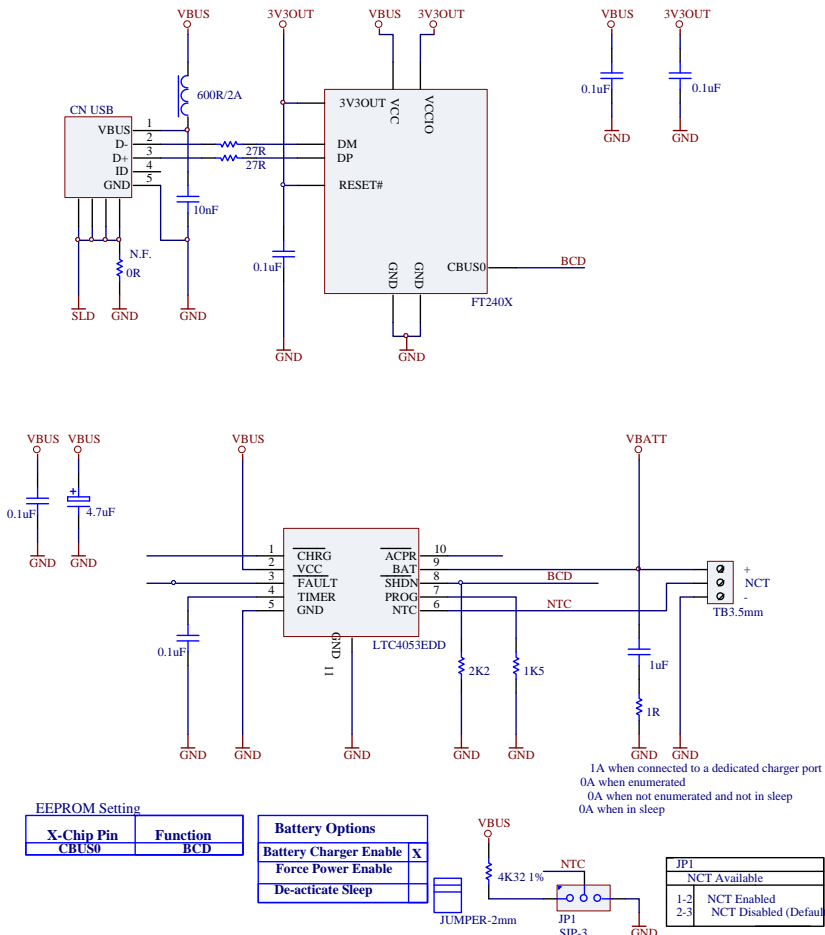 VBUS
3V3OUT
VBUS
3V3OUT
VBUS
3V3OUT
600R/2A
0.1uF
0.1uF
GND
GND
CN USB
VBUS
D-
D+
ID
GND
1
2
3
4
5
27R
27R
10nF
N.F.
0R
SLD
GND
GND
0.1uF
GND
3V3OUT
VCC
VCCIO
DM
DP
RESET#
GND
GND
CBUS0
BCD
FT240X
GND
VBUS
VBUS
VBUS
VBATT
0.1uF
4.7uF
GND
GND
1
2
3
4
5
CHRG
VCC
FAULT
TIMER
GND
ACPR
BAT
SHDN
PROG
NTC
10
9
8
7
6
GND
11
LTC4053EDD
BCD
NTC
+
NCT
-
TB3.5mm
0.1uF
2K2
1K5
1uF
1R
GND
GND
GND
GND
GND
GND
GND
1A when connected to a dedicated charger port
0A when enumerated
0A when not enumerated and not in sleep
0A when in sleep
EEPROM Setting
X-Chip Pin Function
CBUS0 BCD
Battery Options
Battery Charger Enable X
Force Power Enable
De-acticate Sleep
JUMPER-2mm
VBUS
4K32 1%
NTC
JP1
SIP-3
GND
JP1
NCT Available
1-2 NCT Enabled
2-3 NCT Disabled (Defaul